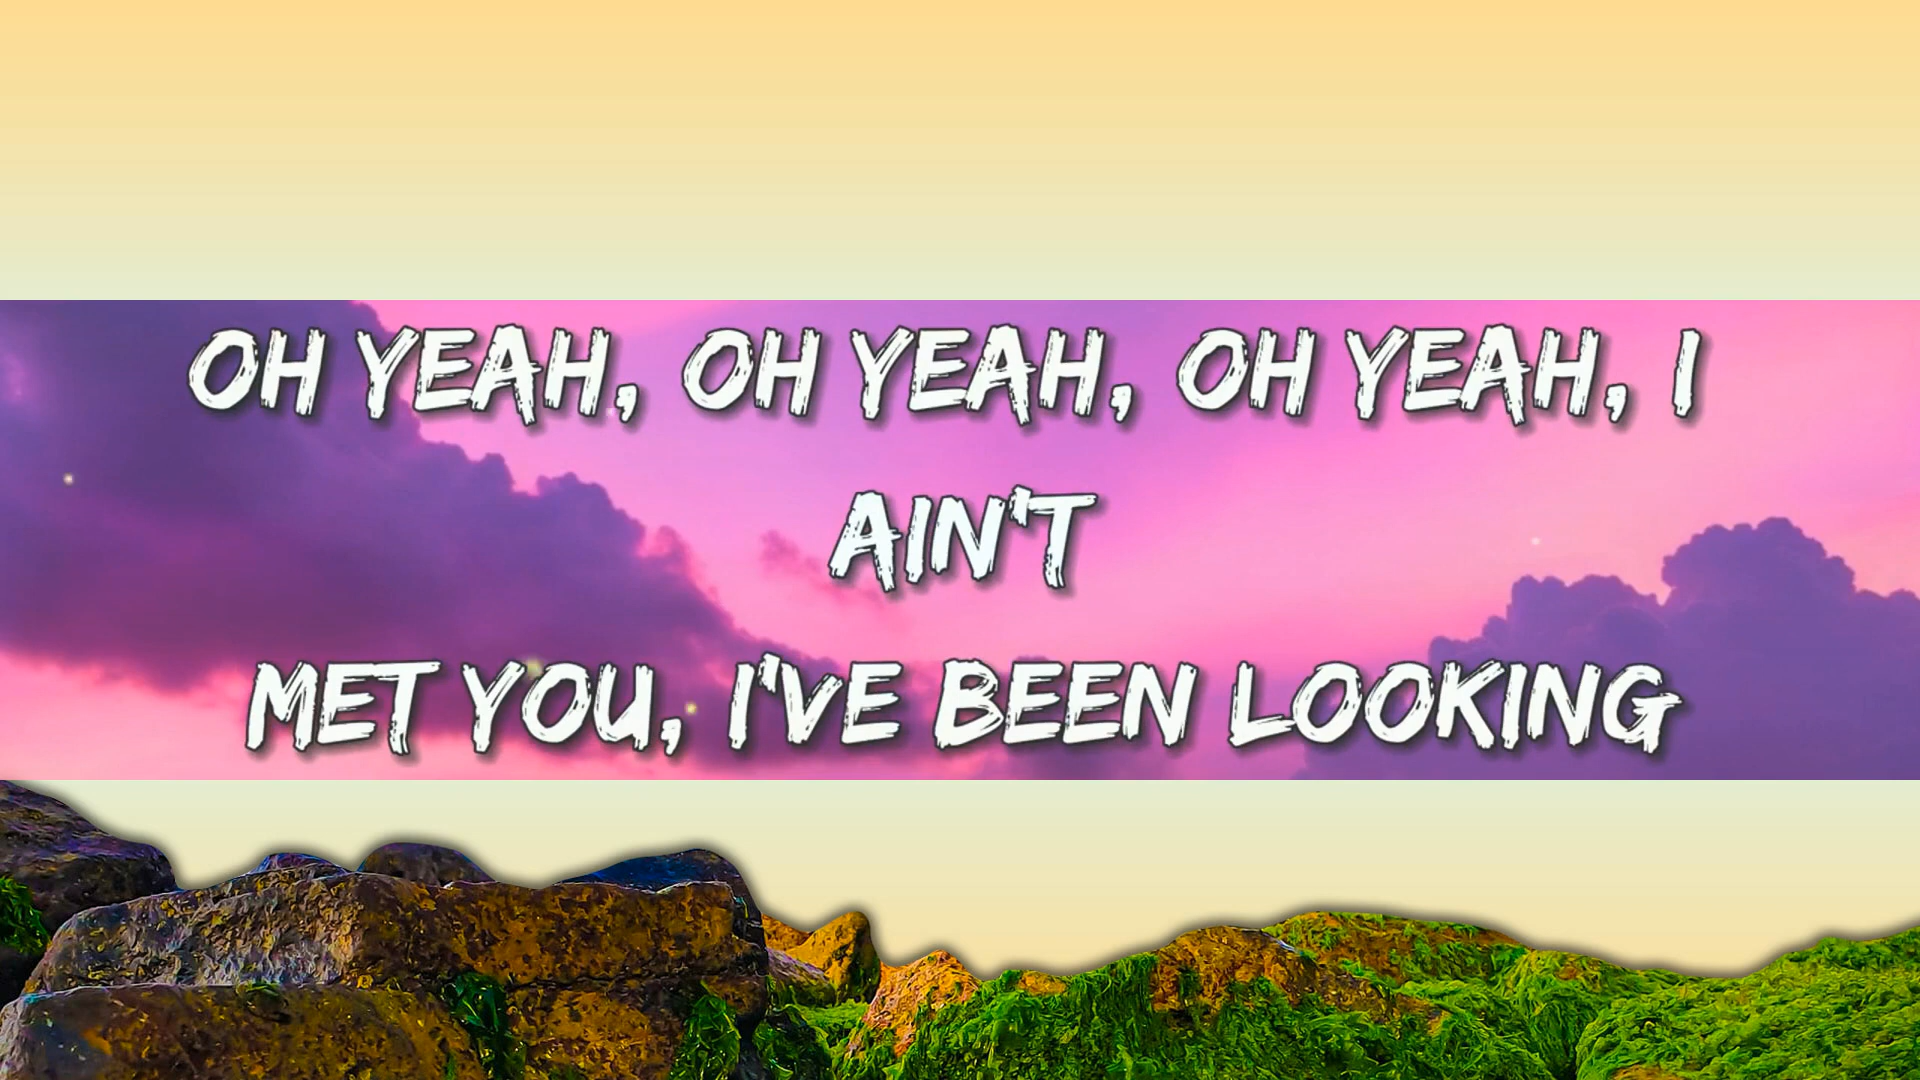 OH YEAH, OH YEAH, OH YEAH, I
AIN'T
MET YOU, I'VE BEEN LOOKING